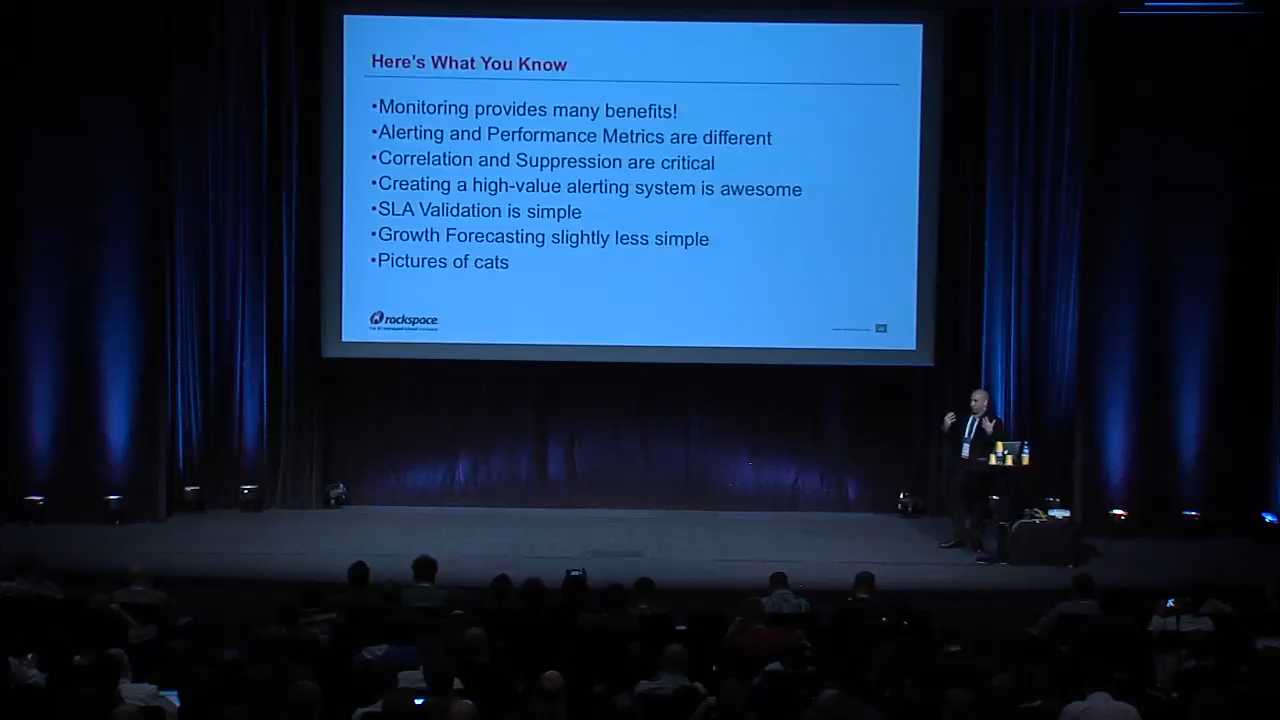 Here's What You Know
•Monitoring provides many benefits!
•Alerting and Performance Metrics are different
•Correlation and Suppression are critical
•Creating a high-value alerting system is awesome
•SLA Validation is simple
•Growth Forecasting slightly less simple
•Pictures of cats
rackspace